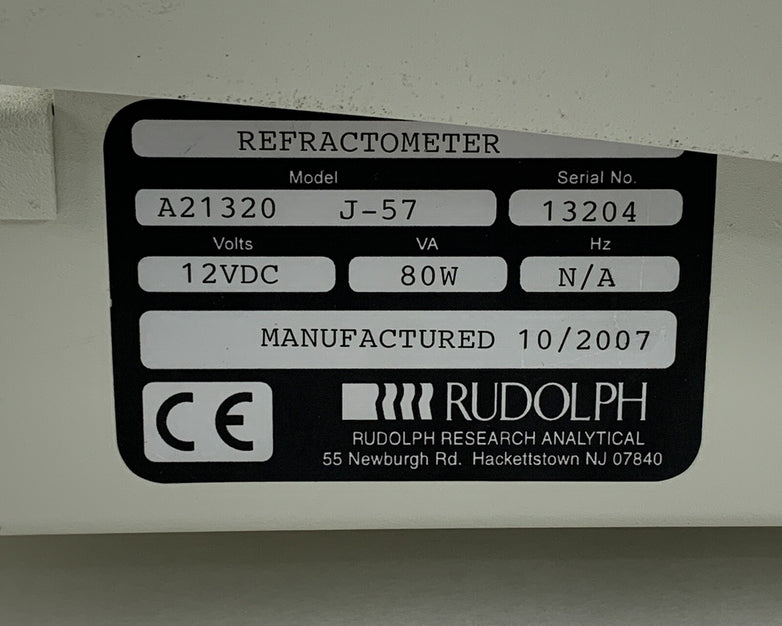 REFRACTOMETER
Model Serial No.
A21320 J-57 13204
Volts VA Hz
12VDC 80W N/A
MANUFACTURED 10/2007
CE RUDOLPH
RUDOLPH RESEARCH ANALYTICAL
55 Newburgh Rd. Hackettstown NJ 07840